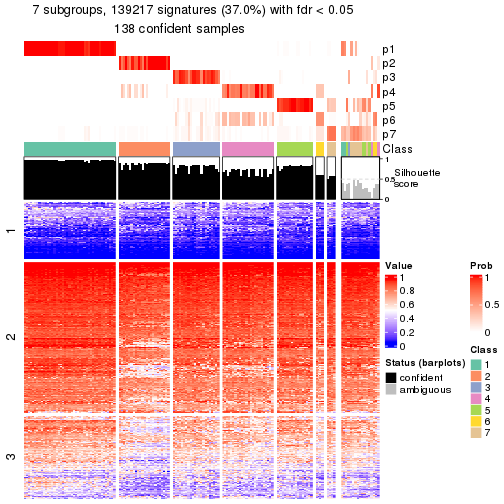 7 subgroups, 139217 signatures (37.0%) with fdr < 0.05
138 confident samples
p1
p2
p3
p4
p5
p6
p7
Class
1
0.5
0
Silhouette
score
1
2
3
Value
1
0.8
0.6
0.4
0.2
0
Status (barplots)
confident
ambiguous
Prob
1
0.5
0
Class
1
2
3
4
5
6
7